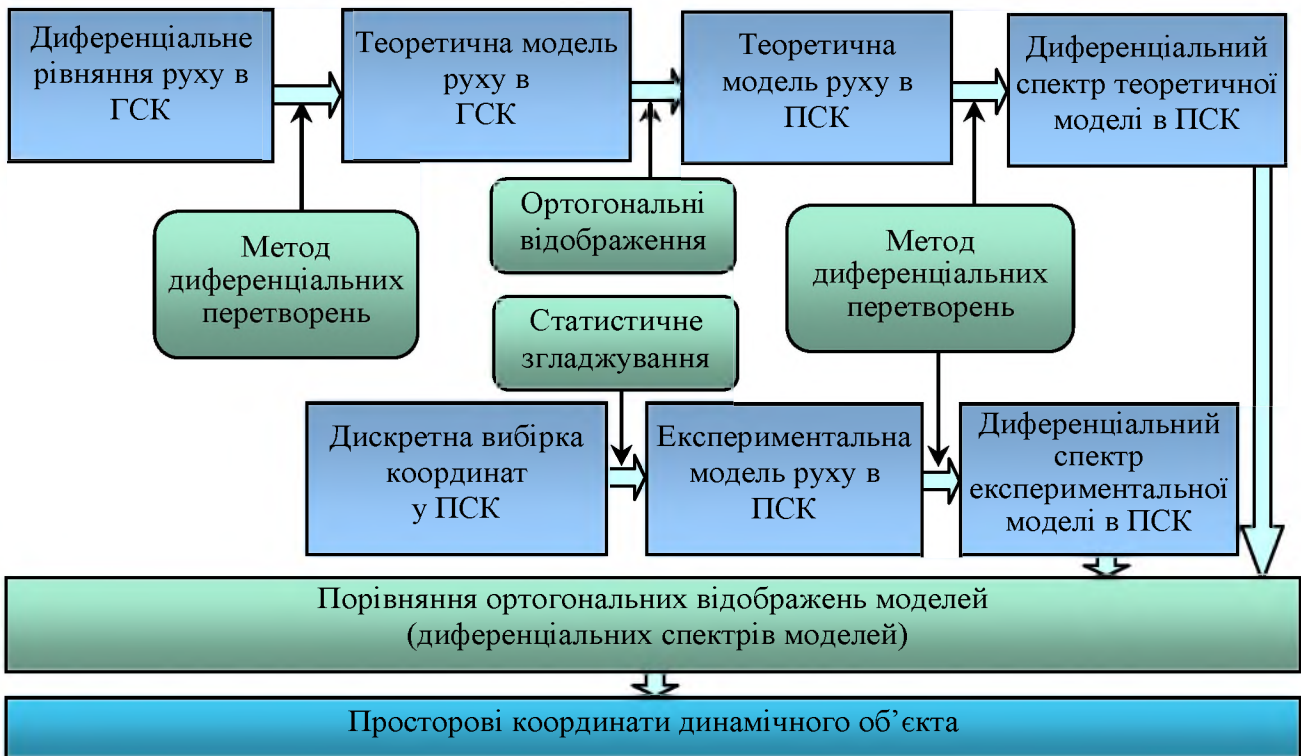 Диференціальне
рівняння руху в
ГСК
Теоретична модель
руху в
ГСК
Теоретична
модель руху в
ПСК
Диференціальний
спектр теоретичної
моделі в ПСК
Метод
диференціальних
перетворень
Ортогональні
відображення
Метод
диференціальних
перетворень
Статистичне
згладжування
Дискретна вибірка
координат
у ПСК
Експериментальна
модель руху в
ПСК
Диференціальний
спектр
експериментальної
моделі в ПСК
Порівняння ортогональних відображень моделей
(диференціальних спектрів моделей)
Просторові координати динамічного об’єкта